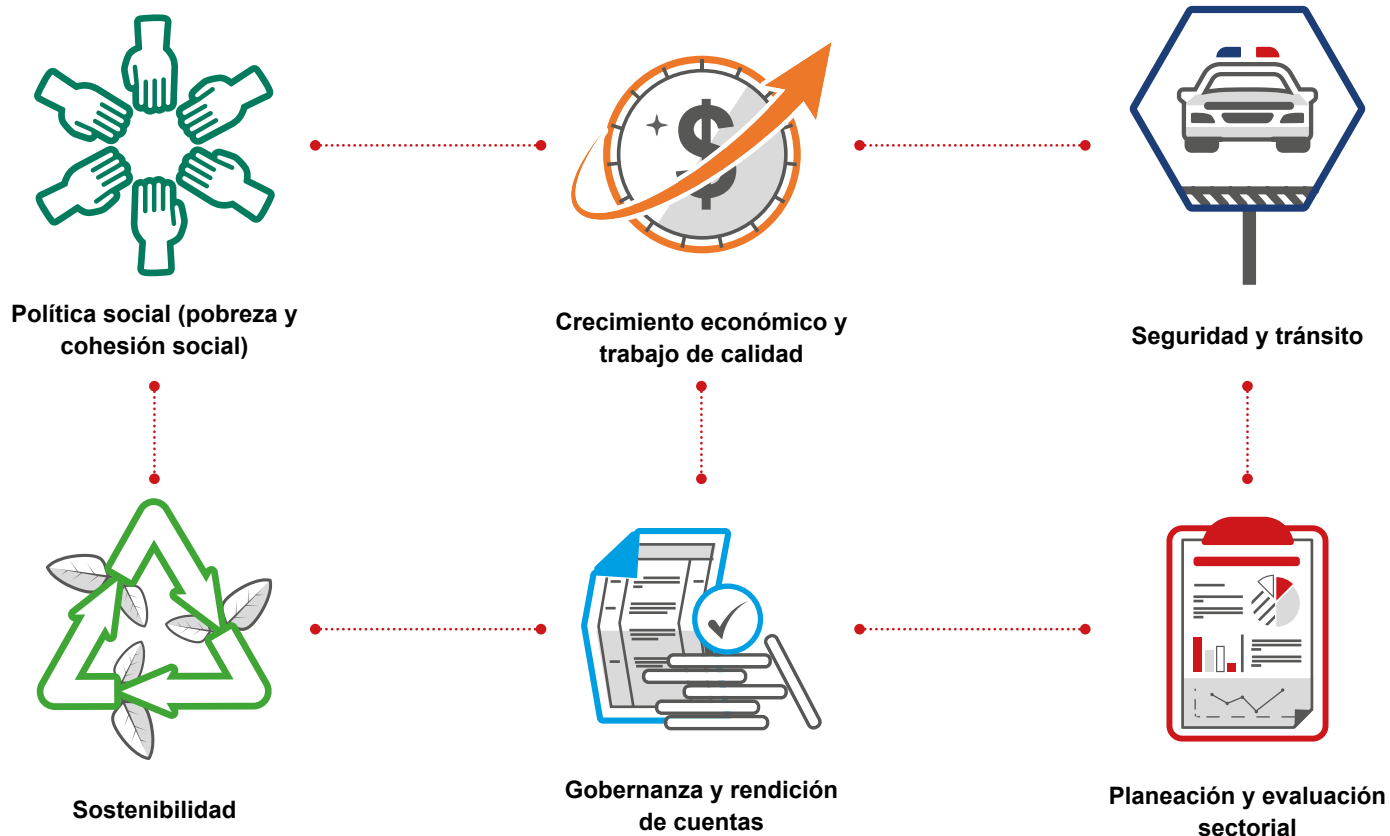 Política social (pobreza y
cohesión social)
Crecimiento económico y
trabajo de calidad
Seguridad y tránsito
Sostenibilidad
Gobernanza y rendición
de cuentas
Planeación y evaluación
sectorial